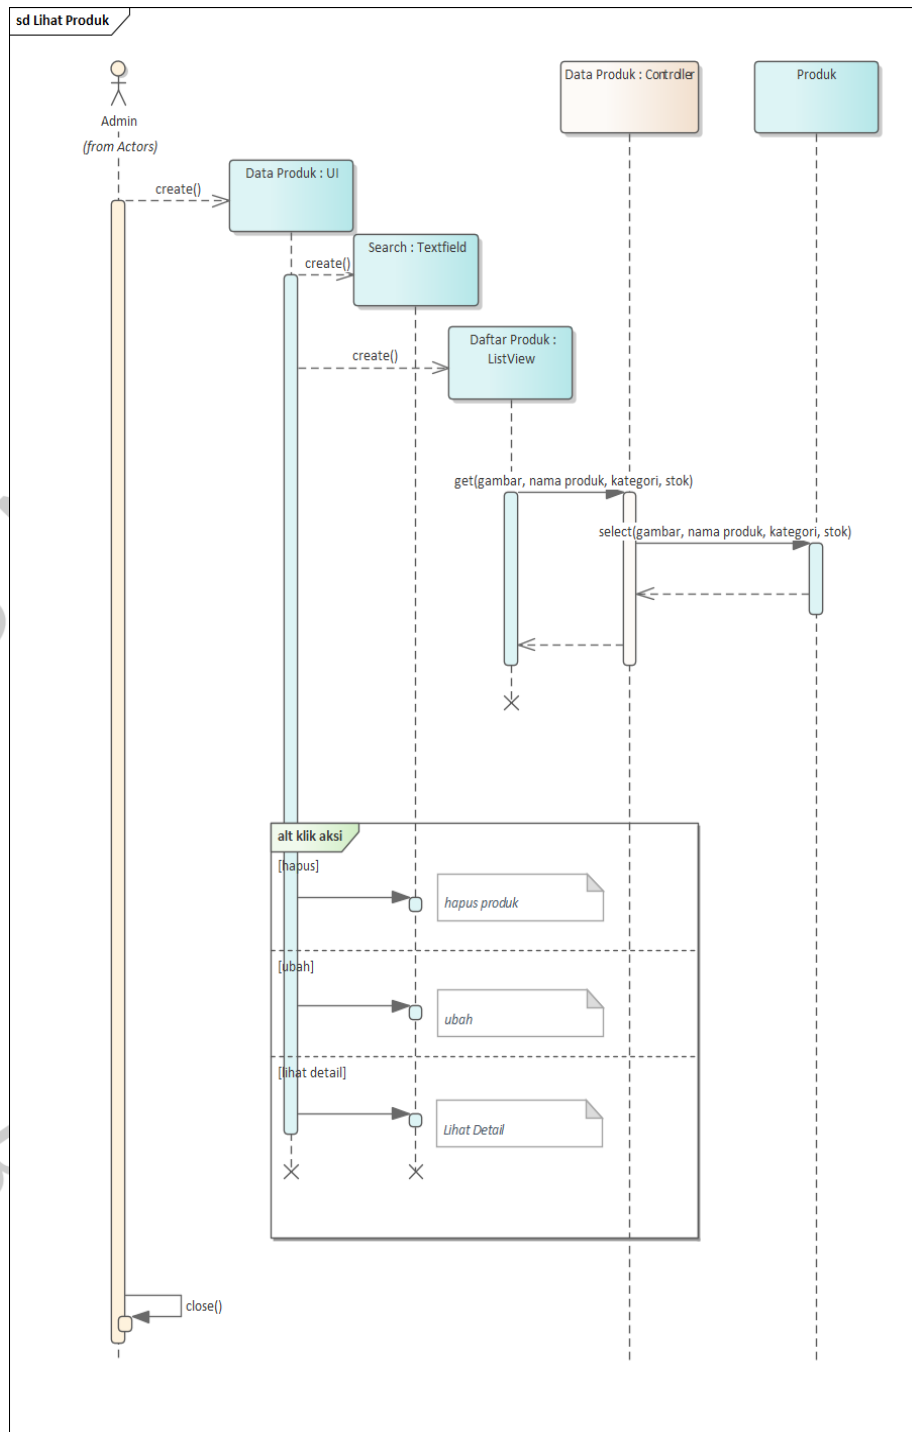 sd Lihat Produk
Admin
(from Actors)
Data Produk : Controller
Produk
Data Produk : UI
create()
Search : Textfield
create()
Daftar Produk :
ListView
create()
get(gambar, nama produk, kategori, stok)
select(gambar, nama produk, kategori, stok)
alt klik aksi
[hapus]
hapus produk
[ubah]
ubah
[lihat detail]
Lihat Detail
close()